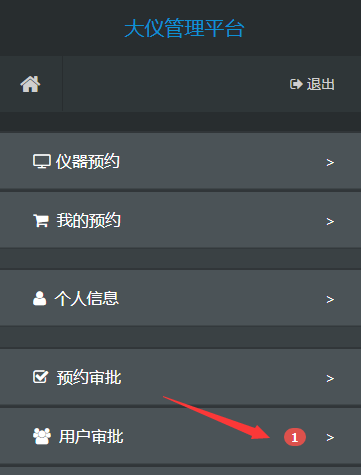 大仪管理平台
退出
仪器预约 >
我的预约 >
个人信息 >
预约审批 >
用户审批 1 >